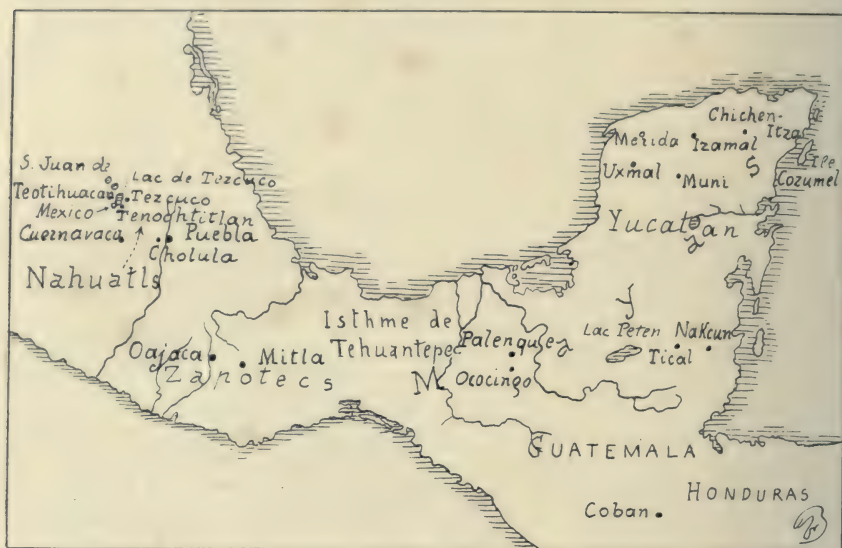 Chichen-
Itza
Merida
Izamal
Uxmal
Muni
Ile
Cozumel
Yucatan
S. Juan de
Teotihuacan
Lac de Tezcuco
Tezcuco
Mexico
Tenochtitlan
Cuernavaca
Puebla
Cholula
Nahuatls
Isthme de
Tehuantepec
Oajaca
Mitla
Zapotecs
Palenque
Ococingo
M a y a s
Lac Peten
Nakcun
Tical
GUATEMALA
HONDURAS
Coban